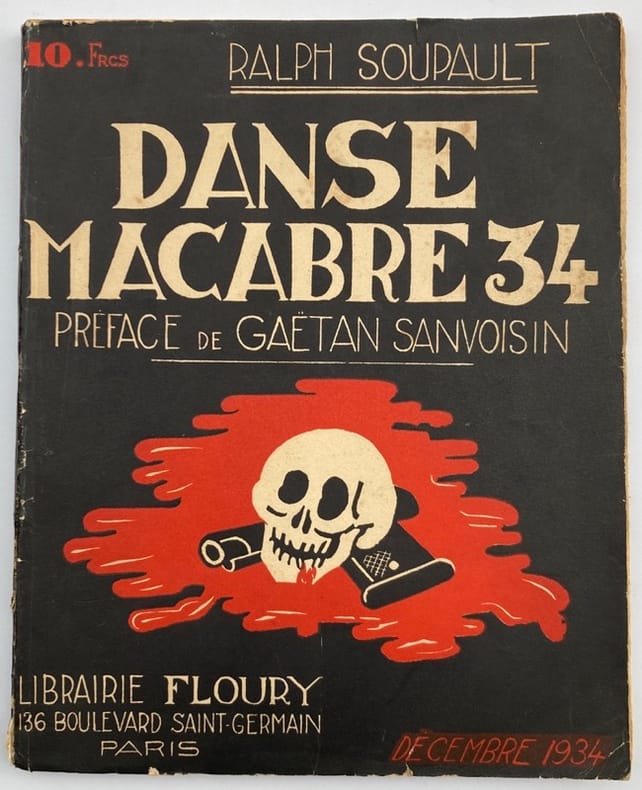 10. Frcs
RALPH SOUPAULT
DANSE
MACABRE 34
PRÉFACE DE GAËTAN SANVOISIN
LIBRAIRIE FLOURY
136 BOULEVARD SAINT-GERMAIN
PARIS
DÉCEMBRE 1934